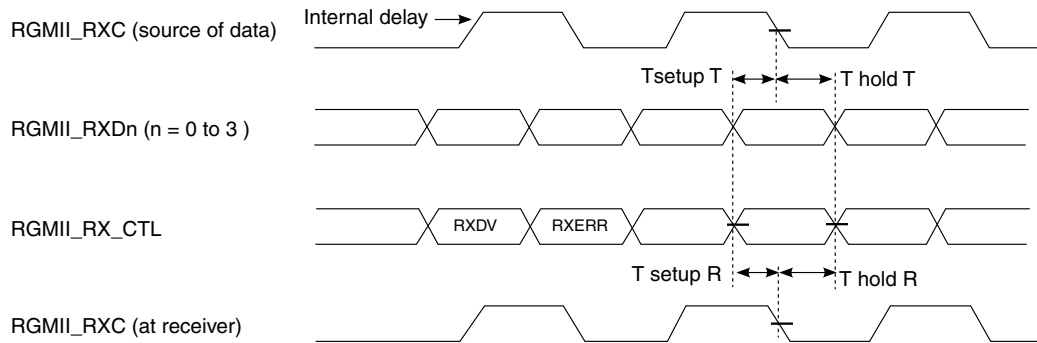 RGMII_RXC (source of data)
Internal delay
Tsetup T
T hold T
RGMII_RXDn (n = 0 to 3 )
RGMII_RX_CTL
RXDV
RXERR
T setup R
T hold R
RGMII_RXC (at receiver)